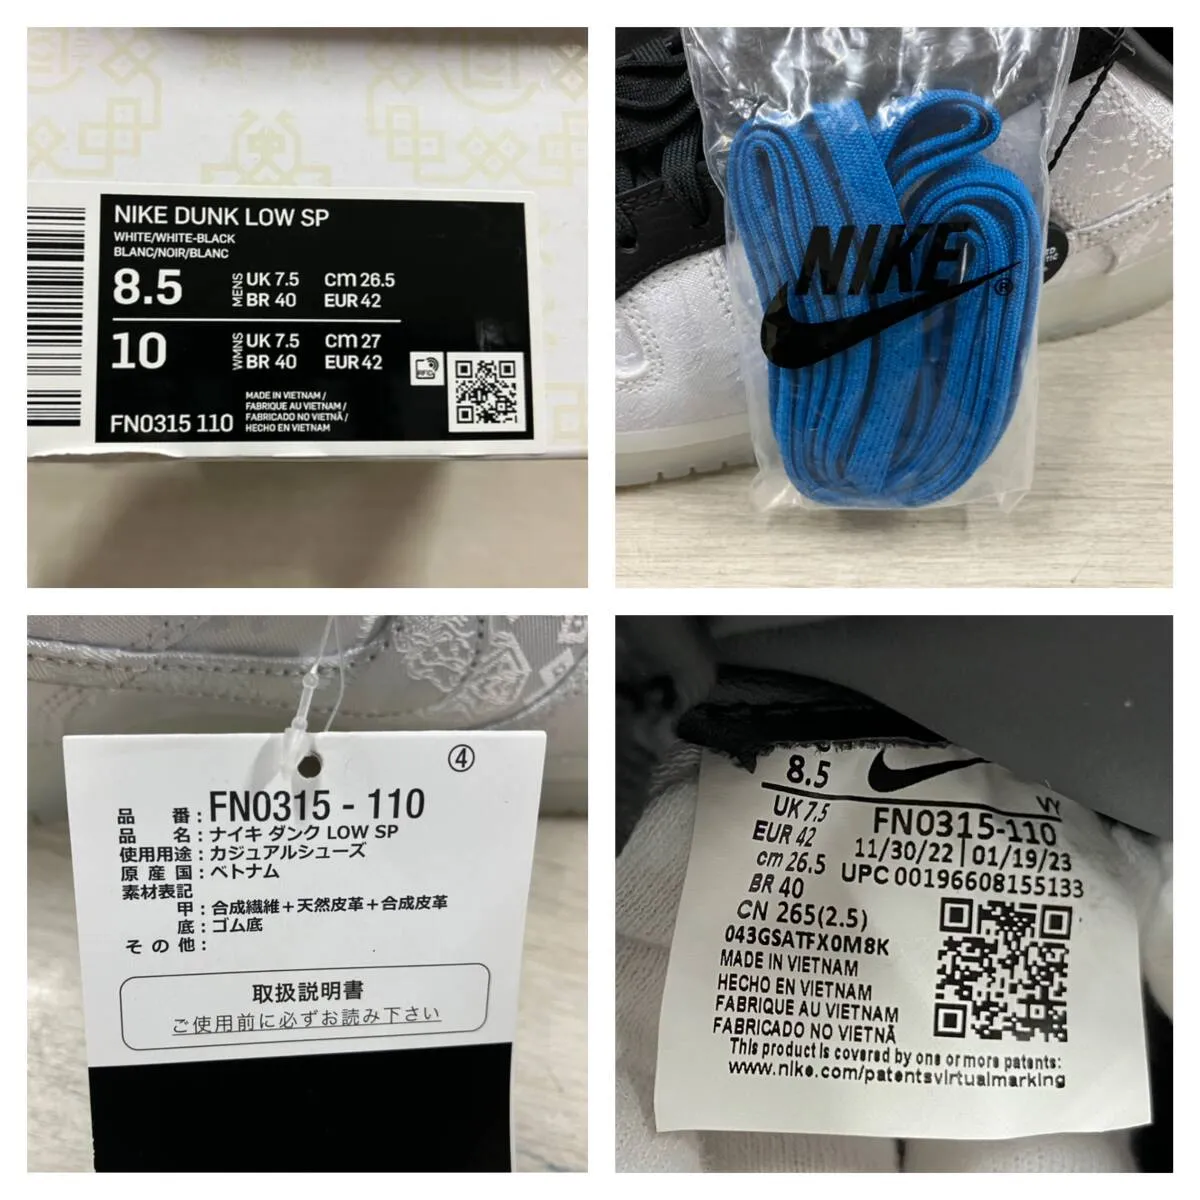 NIKE DUNK LOW SP
WHITE/WHITE-BLACK
BLANC/NOIR/BLANC
8.5 MENS UK 7.5 cm 26.5
BR 40 EUR 42
10 WMNS UK 7.5 cm 27
BR 40 EUR 42
RFID
MADE IN VIETNAM /
FABRIQUE AU VIETNAM /
FABRICADO NO VIETNÃ /
HECHO EN VIETNAM
FN0315 110
NIKE
®
④
品 番 : FN0315 - 110
品 名 : ナイキ ダンク LOW SP
使用用途 : カジュアルシューズ
原 産 国 : ベトナム
素材表記
甲 : 合成繊維+天然皮革+合成皮革
底 : ゴム底
そ の 他 :
取扱説明書
ご使用前に必ずお読み下さい
8.5
UK 7.5
EUR 42
cm 26.5
BR 40
CN 265(2.5)
W
FN0315-110
11/30/22 | 01/19/23
UPC 00196608155133
043GSATFX0M8K
MADE IN VIETNAM
HECHO EN VIETNAM
FABRIQUE AU VIETNAM
FABRICADO NO VIETNÃ
This product is covered by one or more patents:
www.nike.com/patentsvirtualmarking